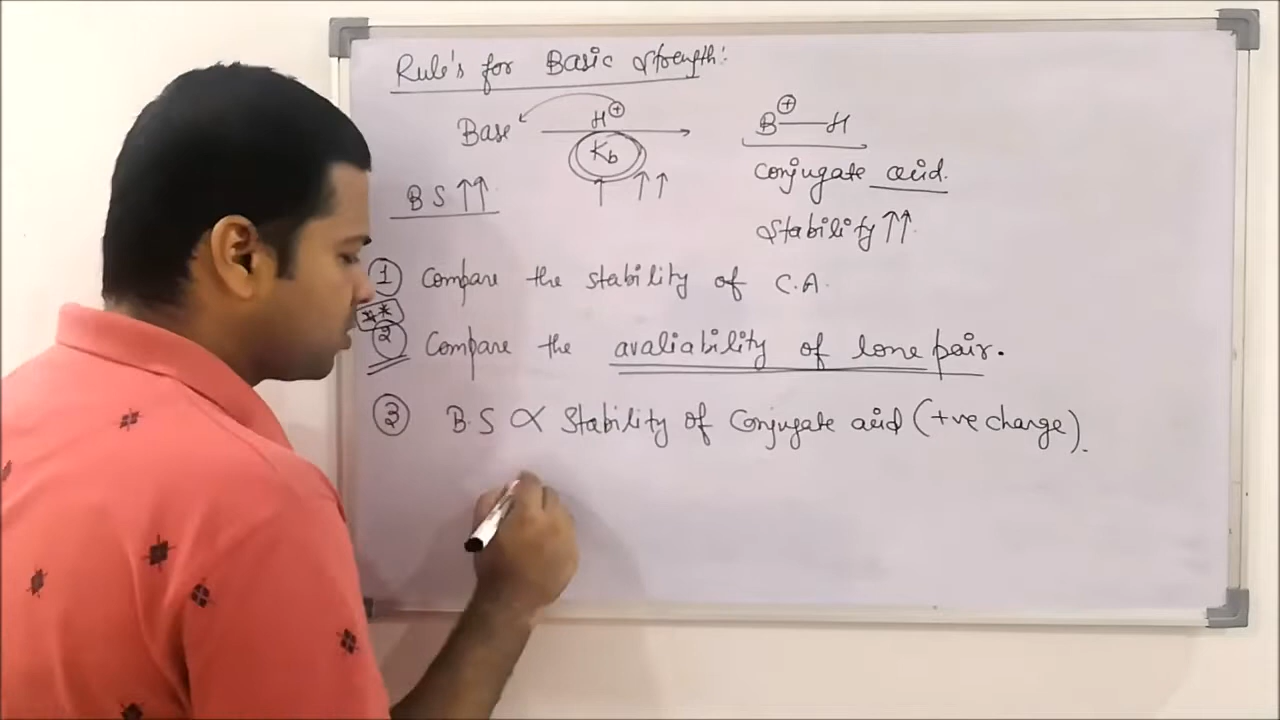 Rule's for Basic Strength:
Base H⊕ B⊕—H
Kb
conjugate acid.
BS↑↑ ↑ ↑↑
Stability↑↑
① Compare the stability of C.A.
**
② Compare the avaliability of lone pair.
③ B.S ∝ Stability of Conjugate acid (+ve charge).